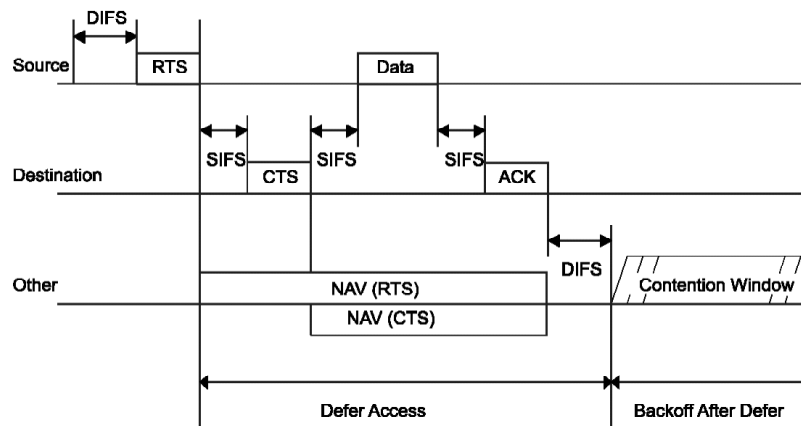 DIFS
Source
RTS
Data
SIFS
SIFS
SIFS
Destination
CTS
ACK
DIFS
Other
NAV (RTS)
Contention Window
NAV (CTS)
Defer Access
Backoff After Defer